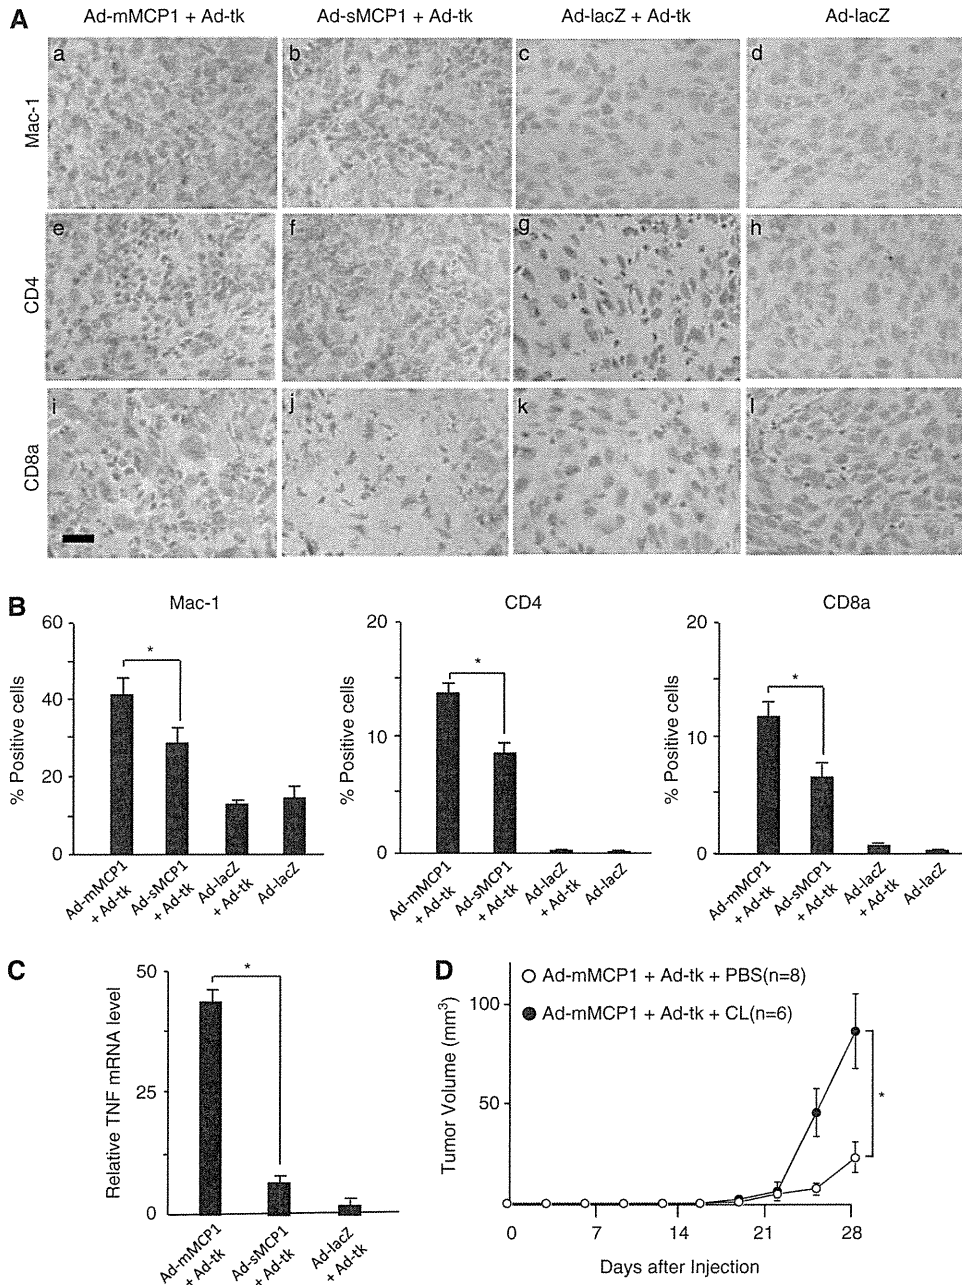 A
Ad-mMCP1 + Ad-tk
Ad-sMCP1 + Ad-tk
Ad-lacZ + Ad-tk
Ad-lacZ
Mac-1
a
b
c
d
CD4
e
f
g
h
CD8a
i
j
k
l
B
Mac-1
% Positive cells
60
40
20
0
*
Ad-mMCP1
+ Ad-tk
Ad-sMCP1
+ Ad-tk
Ad-lacZ
+ Ad-tk
Ad-lacZ
CD4
% Positive cells
20
10
0
*
Ad-mMCP1
+ Ad-tk
Ad-sMCP1
+ Ad-tk
Ad-lacZ
+ Ad-tk
Ad-lacZ
CD8a
% Positive cells
20
10
0
*
Ad-mMCP1
+ Ad-tk
Ad-sMCP1
+ Ad-tk
Ad-lacZ
+ Ad-tk
Ad-lacZ
C
Relative TNF mRNA level
50
25
0
*
Ad-mMCP1
+ Ad-tk
Ad-sMCP1
+ Ad-tk
Ad-lacZ
+ Ad-tk
D
Ad-mMCP1 + Ad-tk + PBS(n=8)
Ad-mMCP1 + Ad-tk + CL(n=6)
Tumor Volume (mm³)
100
50
*
0 7 14 21 28
Days after Injection